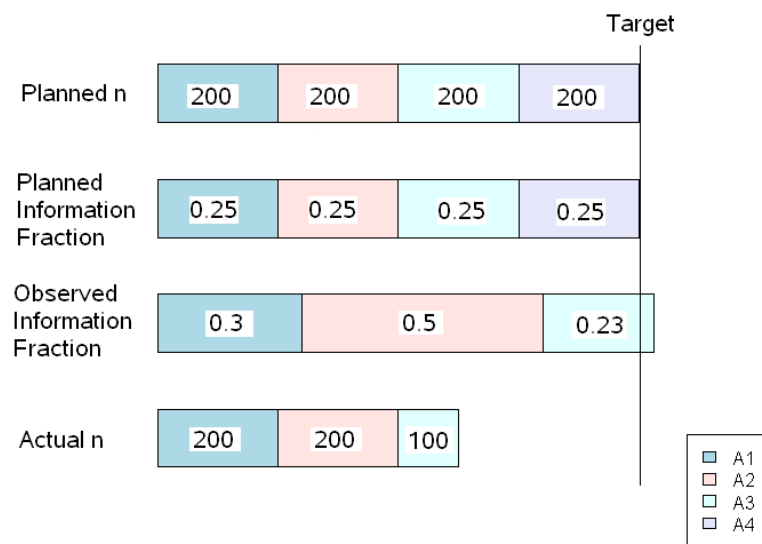 Target
Planned n
200 200 200 200
Planned
Information
Fraction
0.25 0.25 0.25 0.25
Observed
Information
Fraction
0.3 0.5 0.23
Actual n
200 200 100
A1
A2
A3
A4